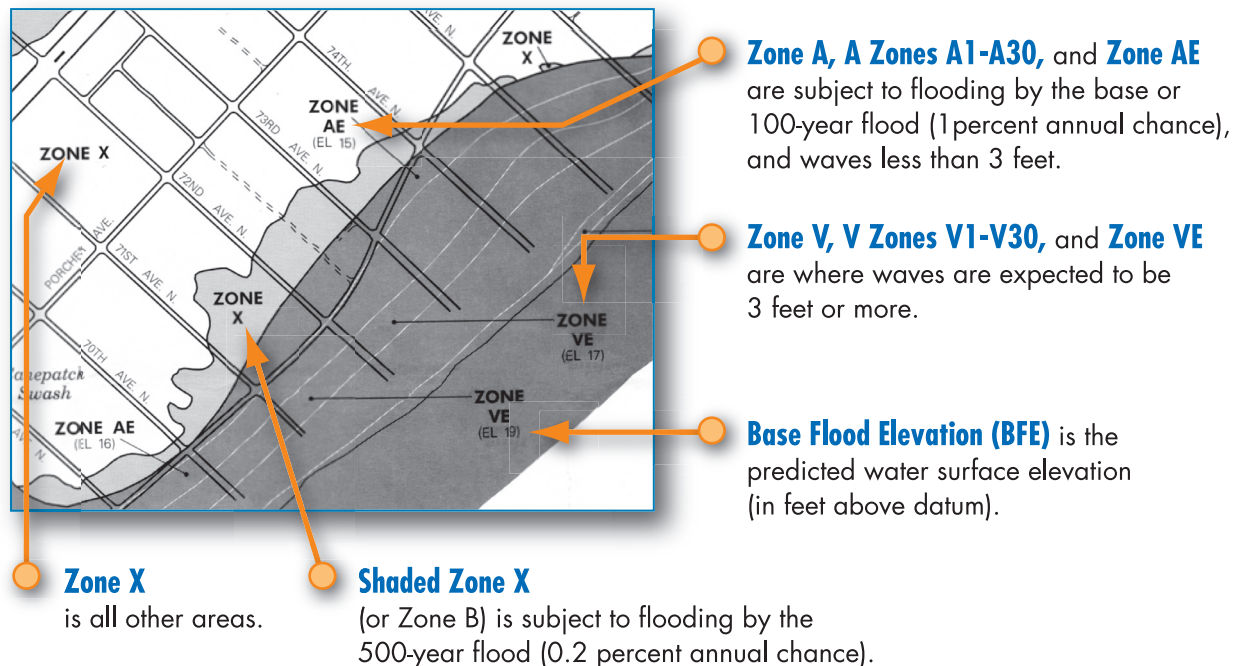 AVE. N.
AVE. N.
ZONE
X
74TH
AVE. N.
ZONE
AE
(EL 15)
73RD
AVE. N.
ZONE X
72ND
AVE. N.
PORCHER AVE.
71ST
AVE. N.
ZONE
X
ZONE
VE
(EL 17)
70TH
AVE. N.
Swash
ZONE
VE
(EL 19)
ZONE AE
(EL 16)
N.
Zone A, A Zones A1-A30, and Zone AE
are subject to flooding by the base or
100-year flood (1percent annual chance),
and waves less than 3 feet.
Zone V, V Zones V1-V30, and Zone VE
are where waves are expected to be
3 feet or more.
Base Flood Elevation (BFE) is the
predicted water surface elevation
(in feet above datum).
Zone X
is all other areas.
Shaded Zone X
(or Zone B) is subject to flooding by the
500-year flood (0.2 percent annual chance).